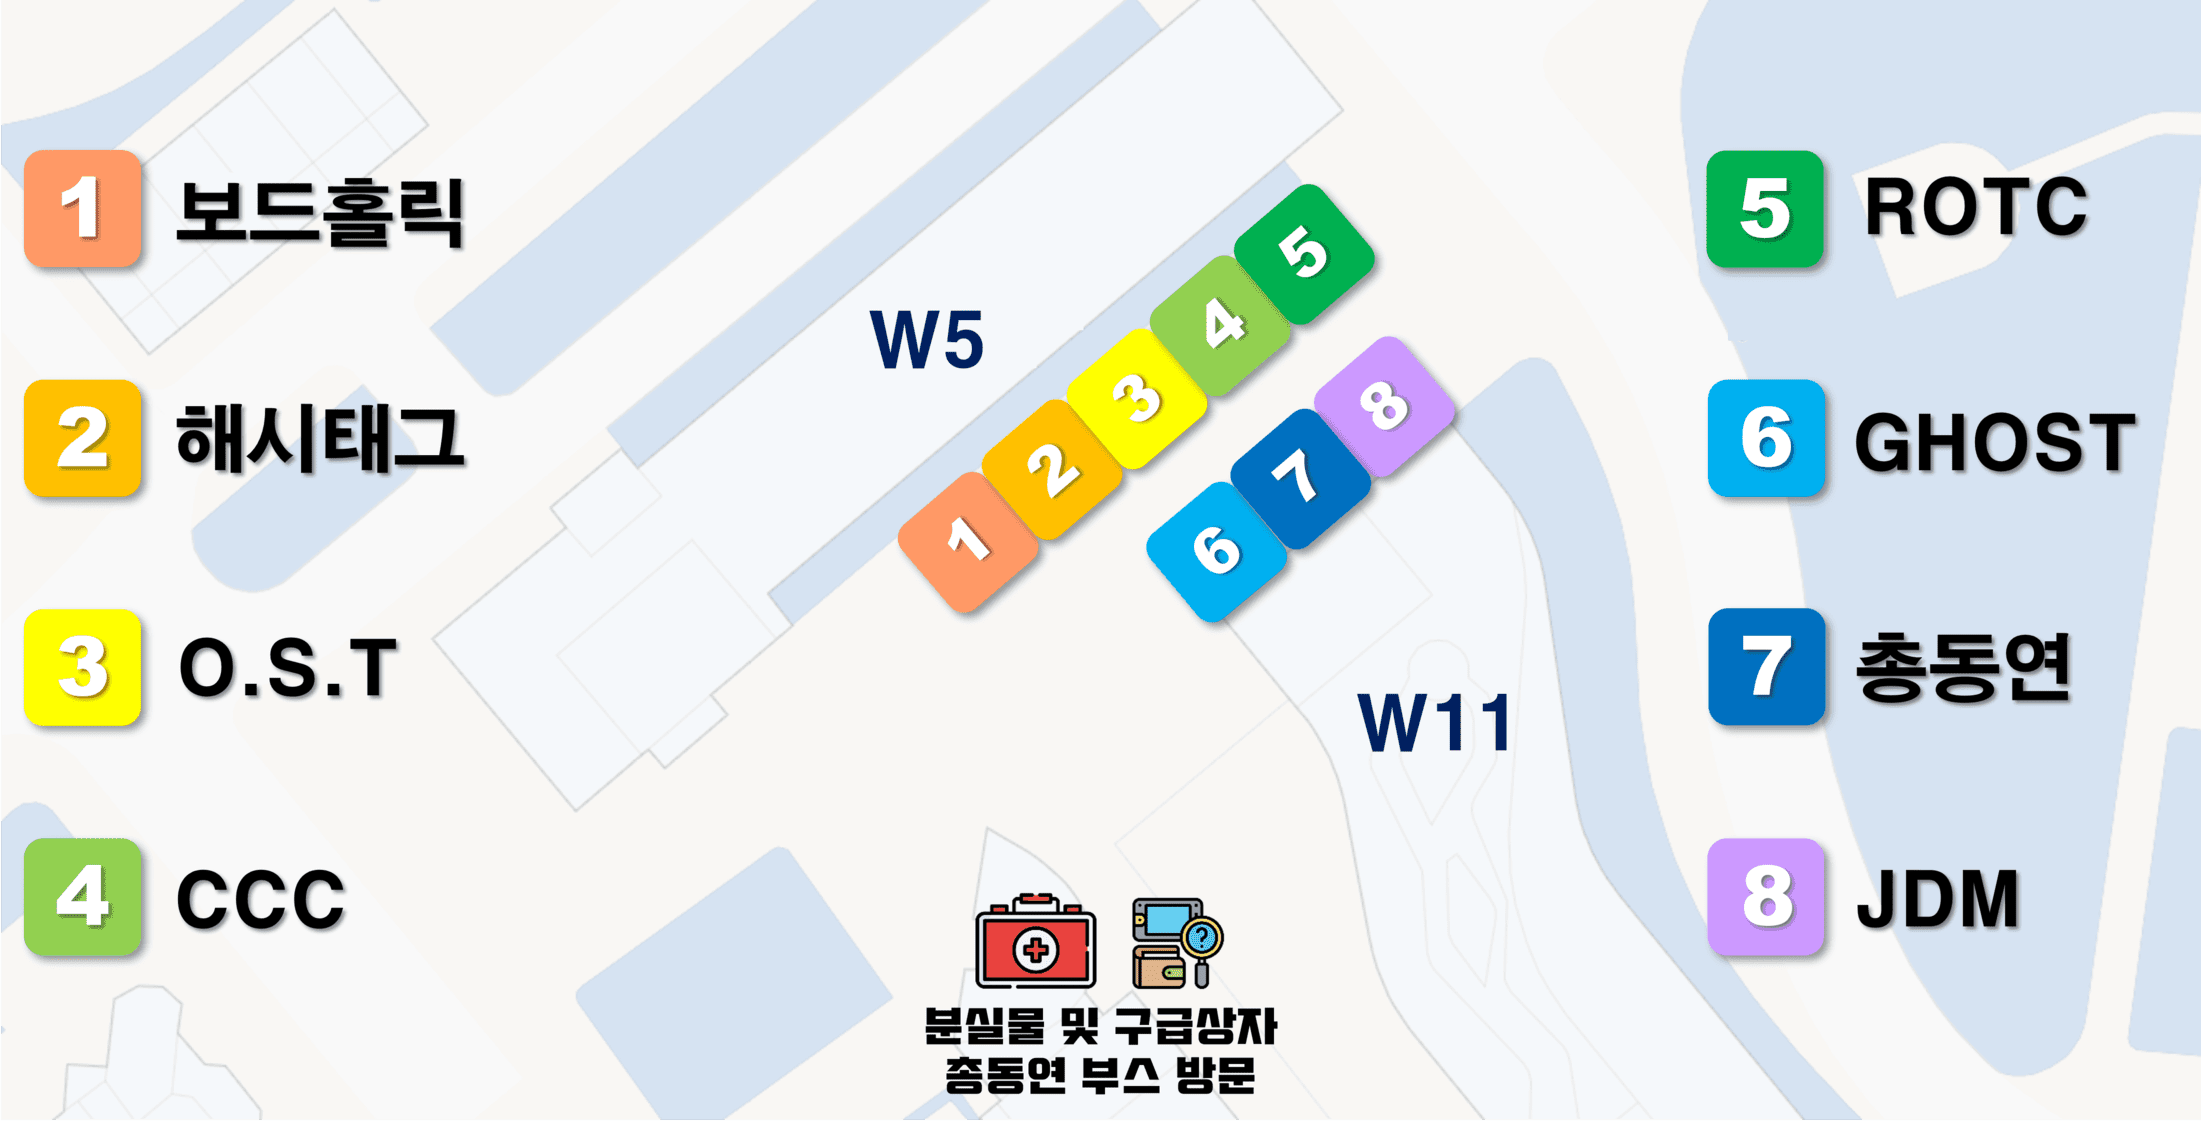 1 보드홀릭
2 해시태그
3 O.S.T
4 CCC
5 ROTC
6 GHOST
7 총동연
8 JDM
W5
1
2
3
4
5
6
7
8
W11
?
분실물 및 구급상자
총동연 부스 방문